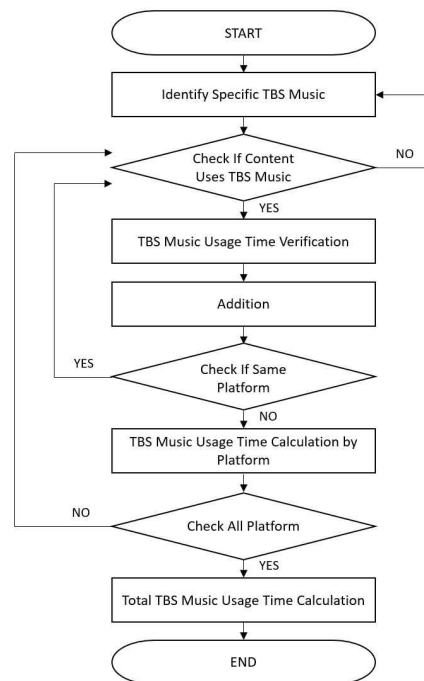 START
Identify Specific TBS Music
Check If Content
Uses TBS Music
NO
YES
TBS Music Usage Time Verification
Addition
YES
Check If Same
Platform
NO
TBS Music Usage Time Calculation by
Platform
NO
Check All Platform
YES
Total TBS Music Usage Time Calculation
END